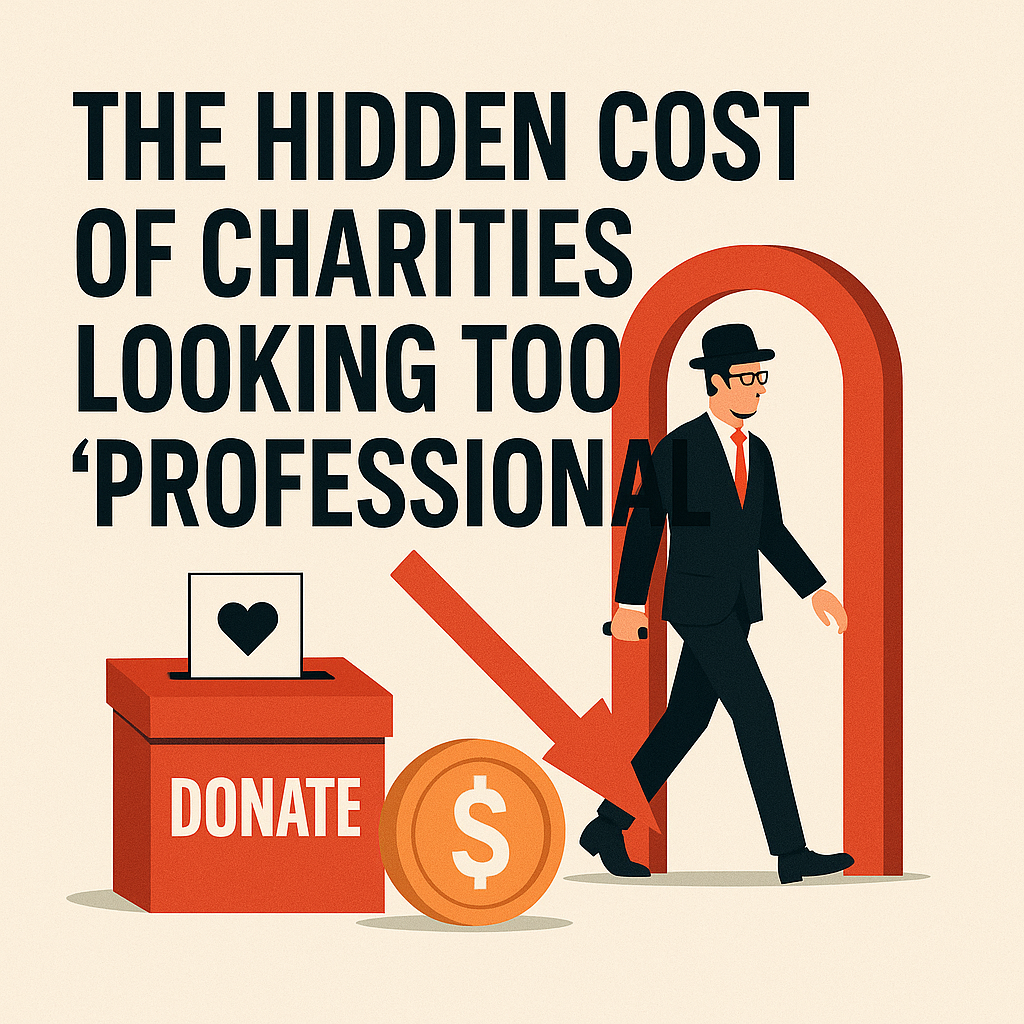 THE HIDDEN COST
OF CHARITIES
LOOKING TOO
‘PROFESSIONAL
DONATE
$